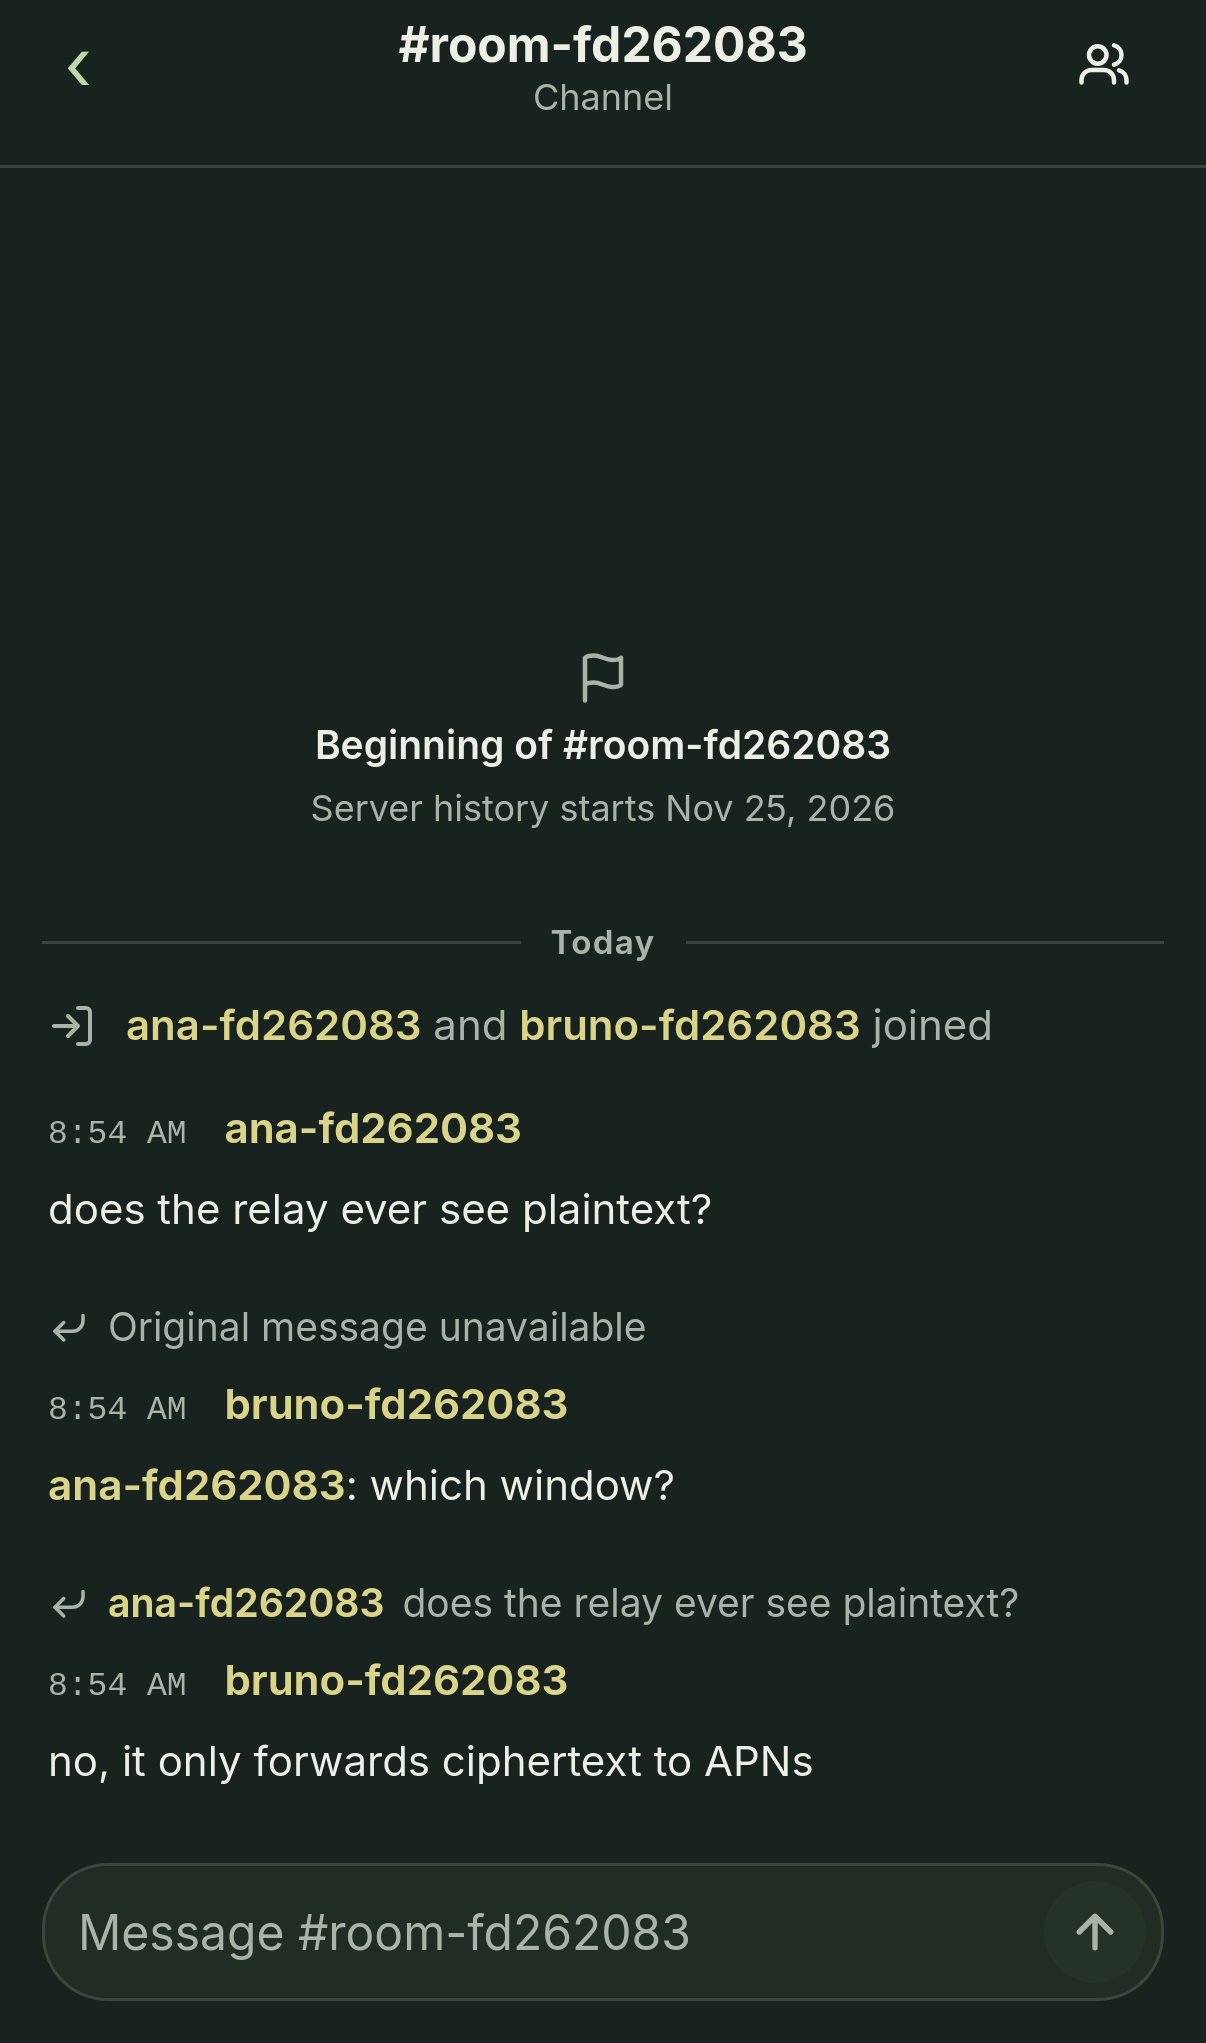 #room-fd262083
Channel
Beginning of #room-fd262083
Server history starts Nov 25, 2026
Today
ana-fd262083 and bruno-fd262083 joined
8:54 AM ana-fd262083
does the relay ever see plaintext?
Original message unavailable
8:54 AM bruno-fd262083
ana-fd262083: which window?
ana-fd262083 does the relay ever see plaintext?
8:54 AM bruno-fd262083
no, it only forwards ciphertext to APNs
Message #room-fd262083